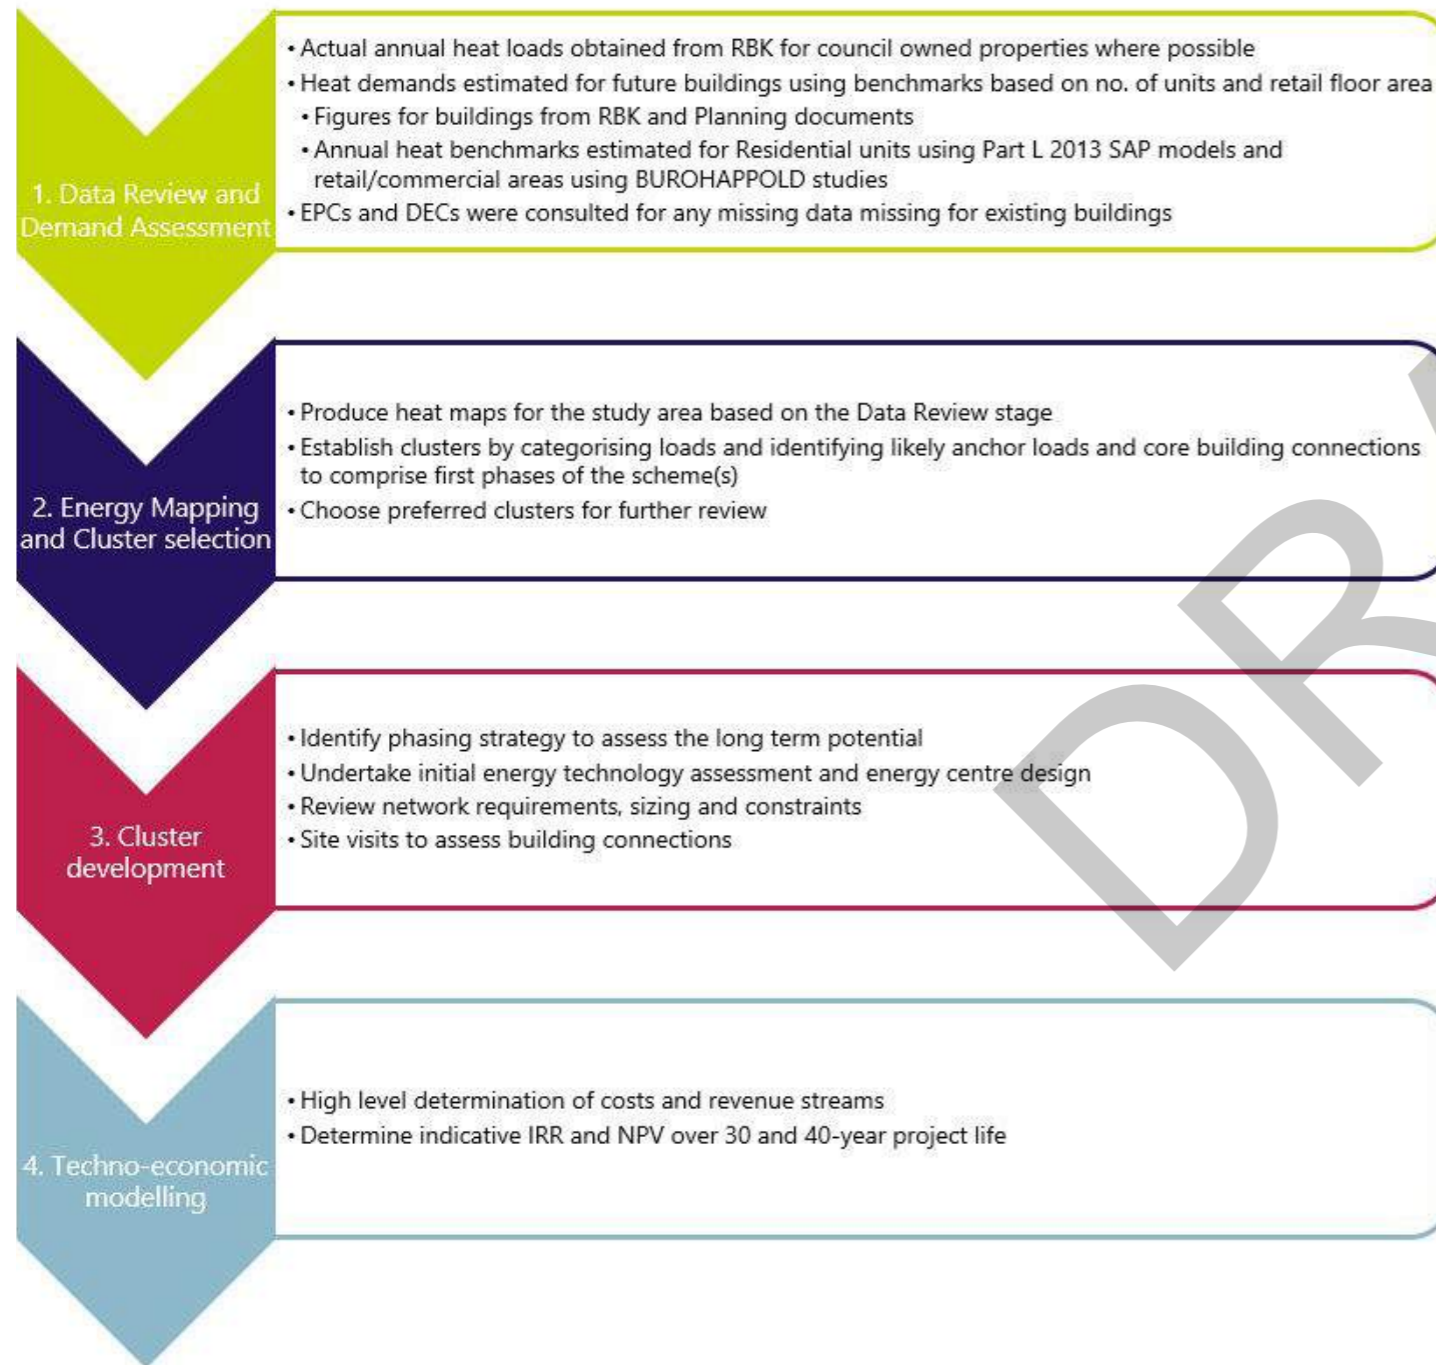 1. Data Review and
Demand Assessment
• Actual annual heat loads obtained from RBK for council owned properties where possible
• Heat demands estimated for future buildings using benchmarks based on no. of units and retail floor area
• Figures for buildings from RBK and Planning documents
• Annual heat benchmarks estimated for Residential units using Part L 2013 SAP models and
retail/commercial areas using BUROHAPPOLD studies
• EPCs and DECs were consulted for any missing data missing for existing buildings
2. Energy Mapping
and Cluster selection
• Produce heat maps for the study area based on the Data Review stage
• Establish clusters by categorising loads and identifying likely anchor loads and core building connections
to comprise first phases of the scheme(s)
• Choose preferred clusters for further review
3. Cluster
development
• Identify phasing strategy to assess the long term potential
• Undertake initial energy technology assessment and energy centre design
• Review network requirements, sizing and constraints
• Site visits to assess building connections
4. Techno-economic
modelling
• High level determination of costs and revenue streams
• Determine indicative IRR and NPV over 30 and 40-year project life